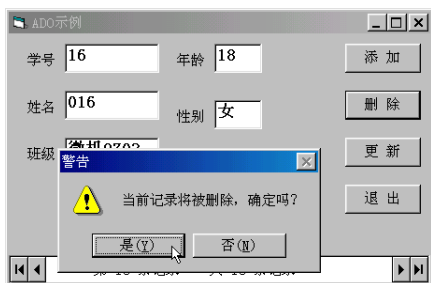 ADO示例
学号 16 年龄 18 添 加
姓名 016 性别 女 删 除
班级 更 新
警告
当前记录将被删除，确定吗?
退 出
是(Y) 否(N)